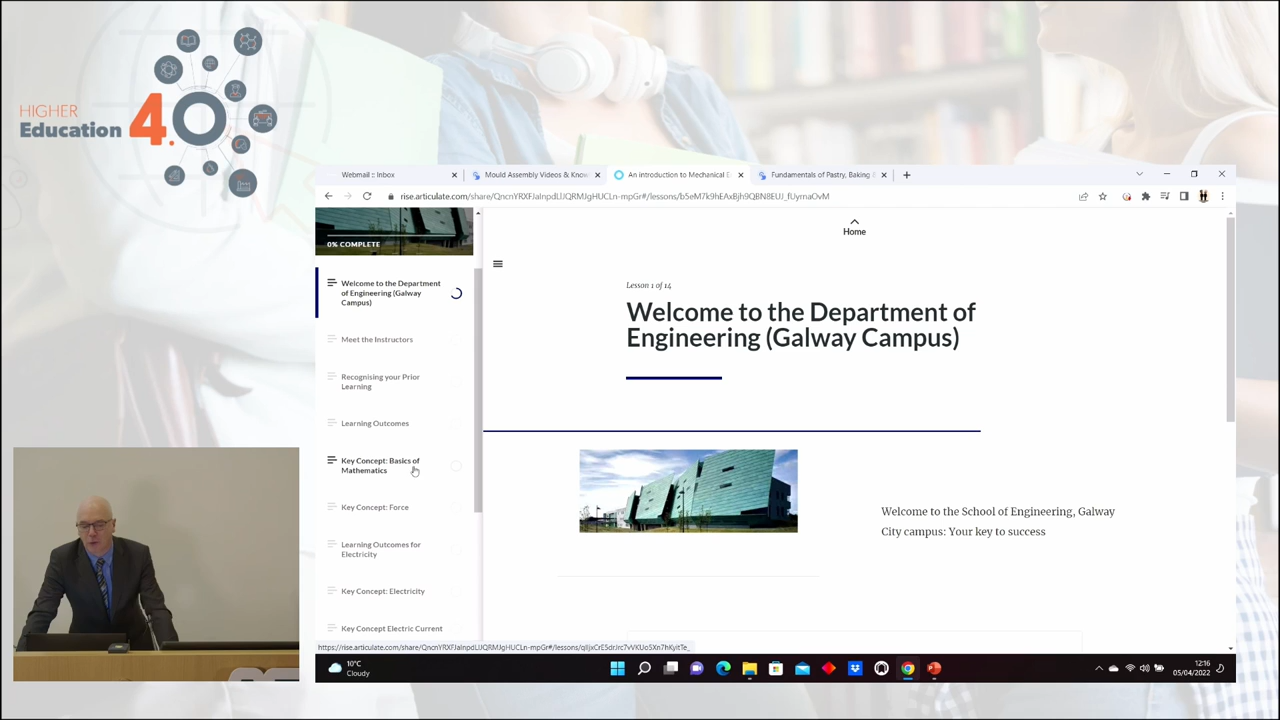 HIGHER
Education 4.0
Webmail :: Inbox
Mould Assembly Videos & Know
An introduction to Mechanical D
Fundamentals of Pastry, Baking &
0% COMPLETE
Home
Welcome to the Department
of Engineering (Galway
Campus)
Meet the Instructors
Recognising your Prior
Learning
Learning Outcomes
Key Concept: Basics of
Mathematics
Key Concept: Force
Learning Outcomes for
Electricity
Key Concept: Electricity
Key Concept Electric Current
Lesson 1 of 14
Welcome to the Department of
Engineering (Galway Campus)
Welcome to the School of Engineering, Galway
City campus: Your key to success
10°C
Cloudy
12:16
05/04/2022